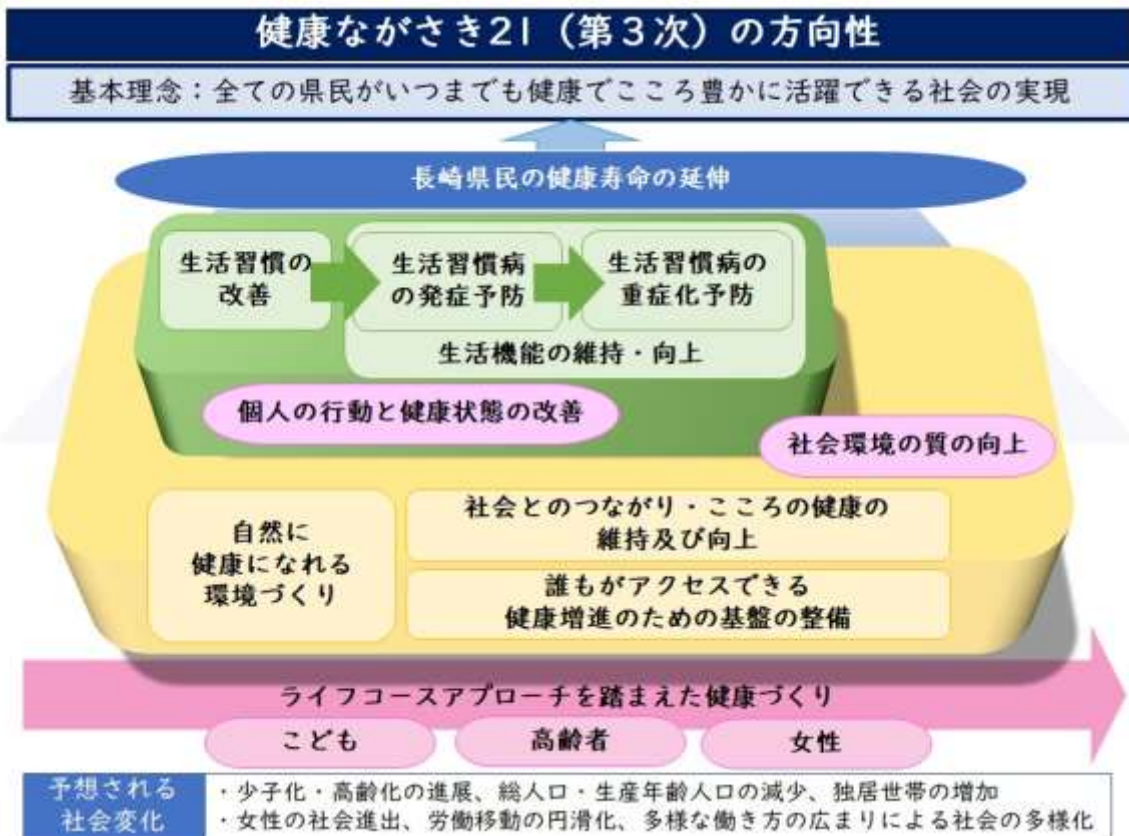 健康ながさき21（第3次）の方向性
基本理念：全ての県民がいつまでも健康でこころ豊かに活躍できる社会の実現
長崎県民の健康寿命の延伸
生活習慣の
改善
生活習慣病
の発症予防
生活習慣病の
重症化予防
生活機能の維持・向上
個人の行動と健康状態の改善
社会環境の質の向上
自然に
健康になれる
環境づくり
社会とのつながり・こころの健康の
維持及び向上
誰もがアクセスできる
健康増進のための基盤の整備
ライフコースアプローチを踏まえた健康づくり
こども
高齢者
女性
予想される
社会変化
・少子化・高齢化の進展、総人口・生産年齢人口の減少、独居世帯の増加
・女性の社会進出、労働移動の円滑化、多様な働き方の広まりによる社会の多様化